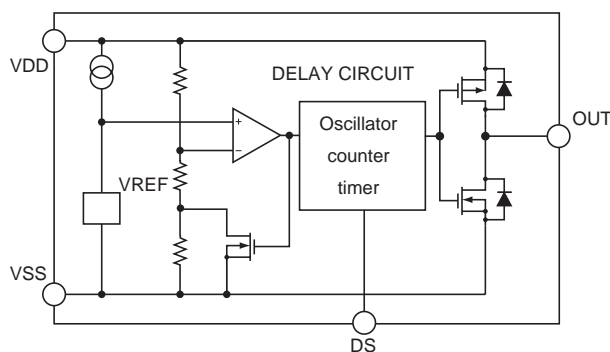 VDD
DELAY CIRCUIT
OUT
+
Oscillator
counter
timer
−
VREF
VSS
DS